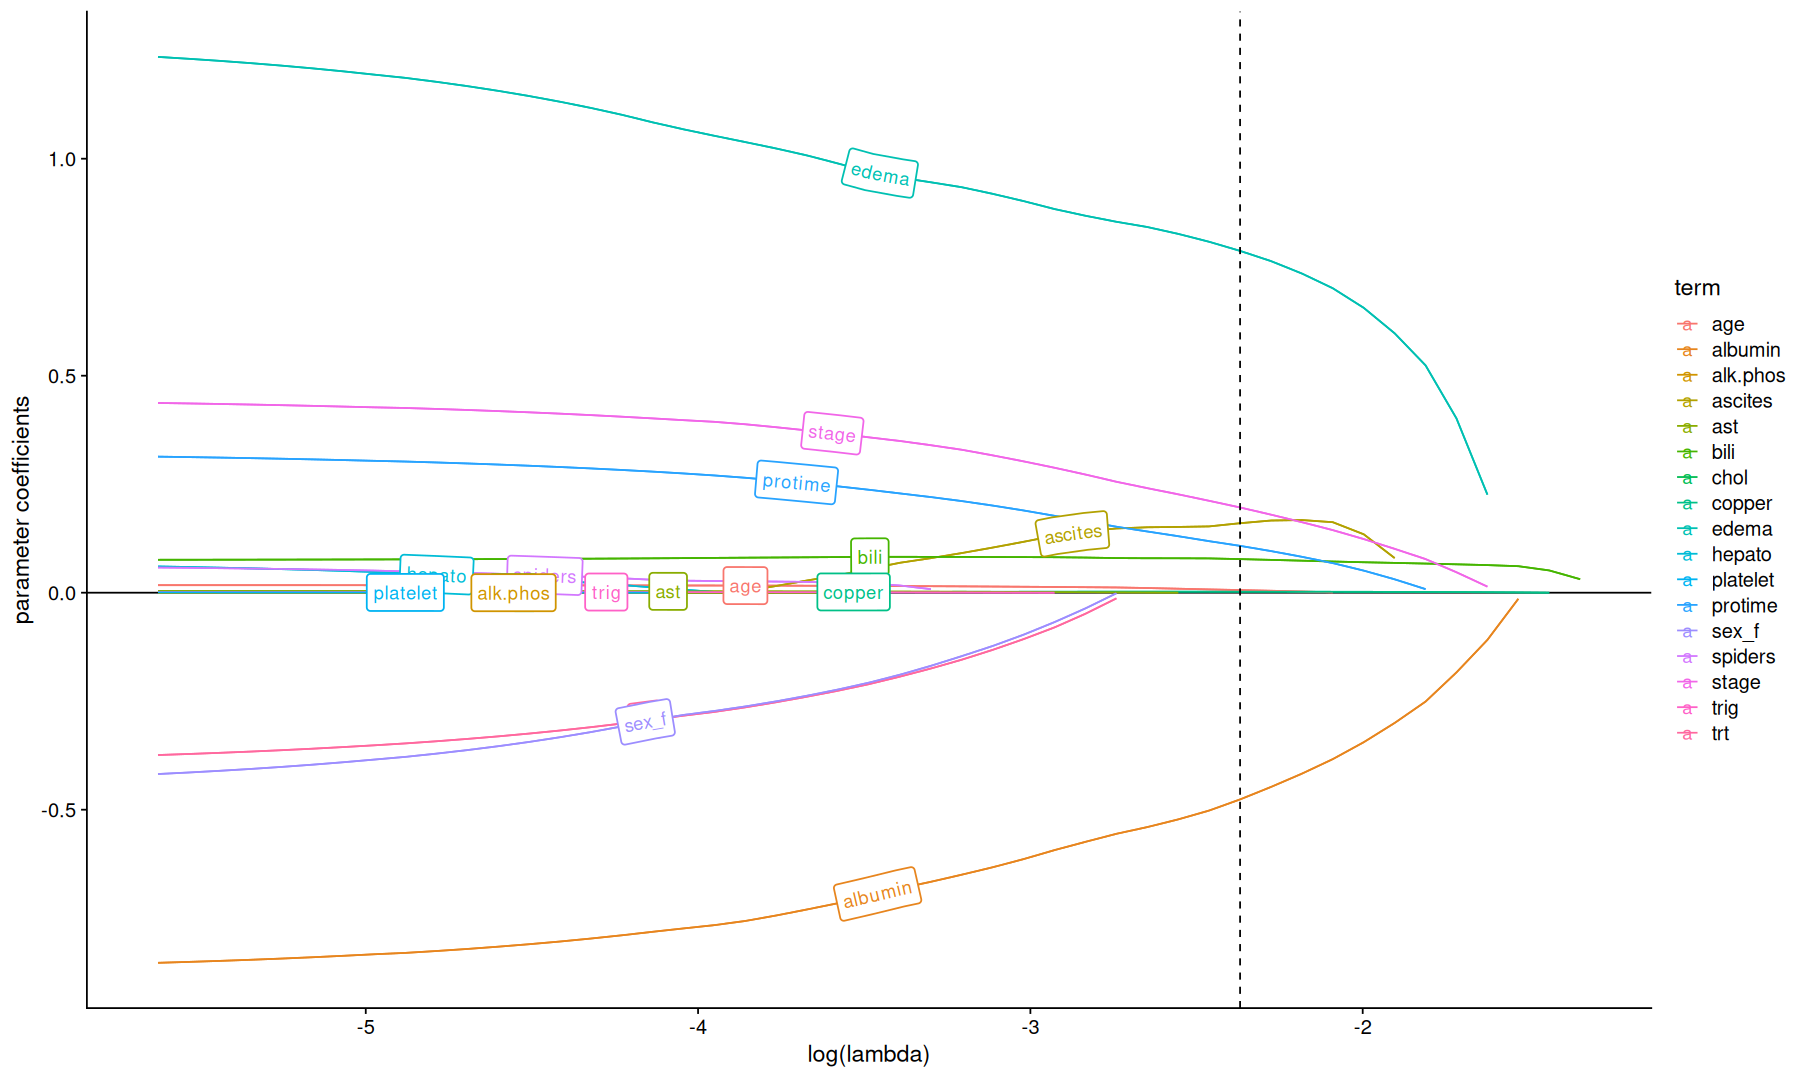 1.0
0.5
0.0
-0.5
parameter coefficients
edema
stage
protime
ascites
bili
hepato
spiders
platelet
alk.phos
trig
ast
age
copper
sex_f
albumin
-5
-4
-3
-2
log(lambda)
term
a age
a albumin
a alk.phos
a ascites
a ast
a bili
a chol
a copper
a edema
a hepato
a platelet
a protime
a sex_f
a spiders
a stage
a trig
a trt